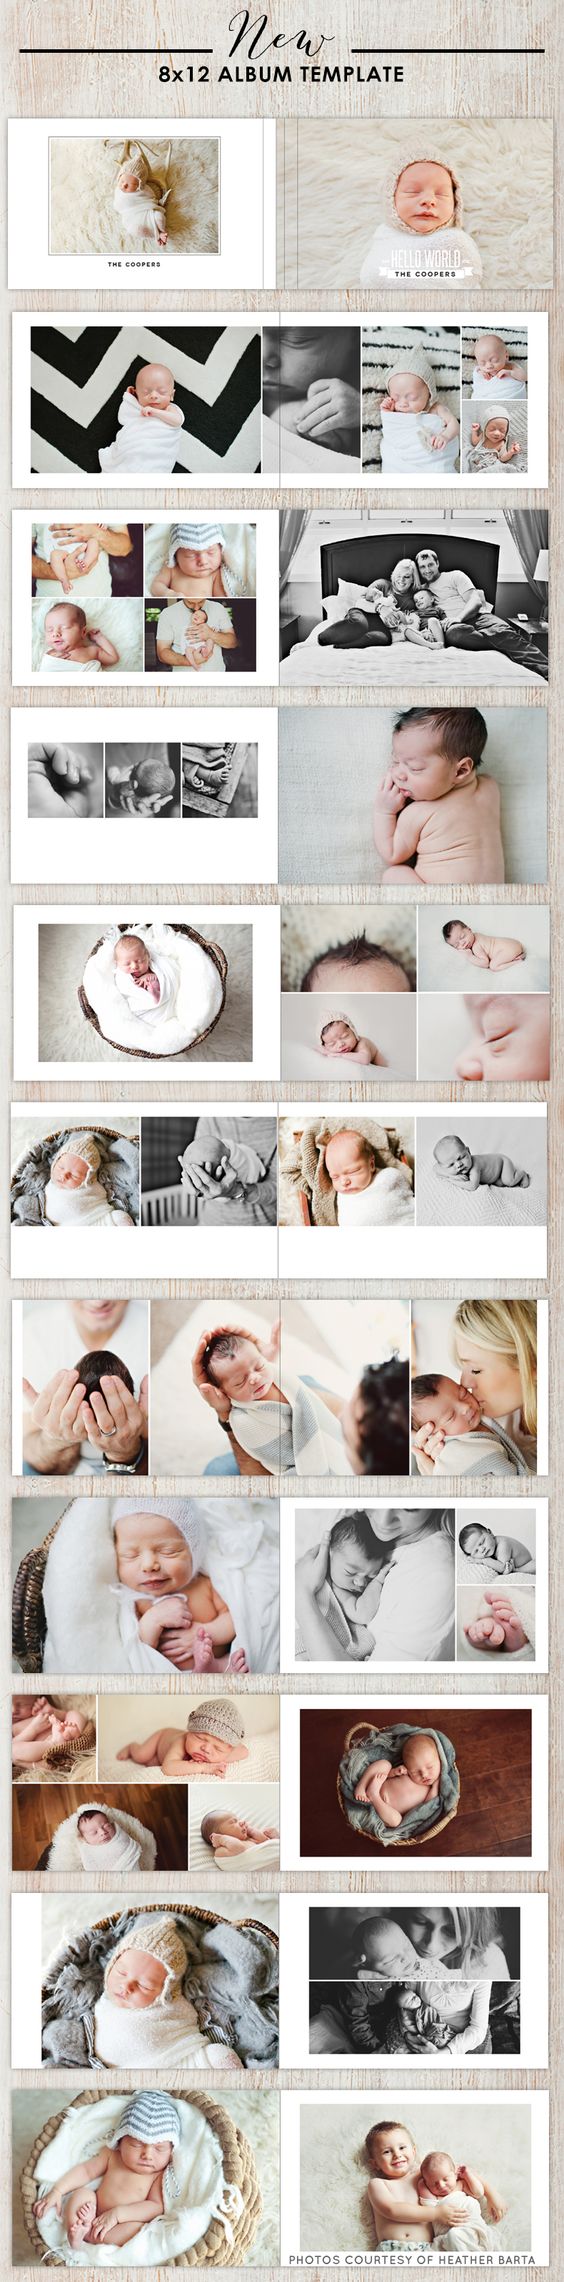 New
8x12 ALBUM TEMPLATE
THE COOPERS
HELLO WORLD
THE COOPERS
PHOTOS COURTESY OF HEATHER BARTA